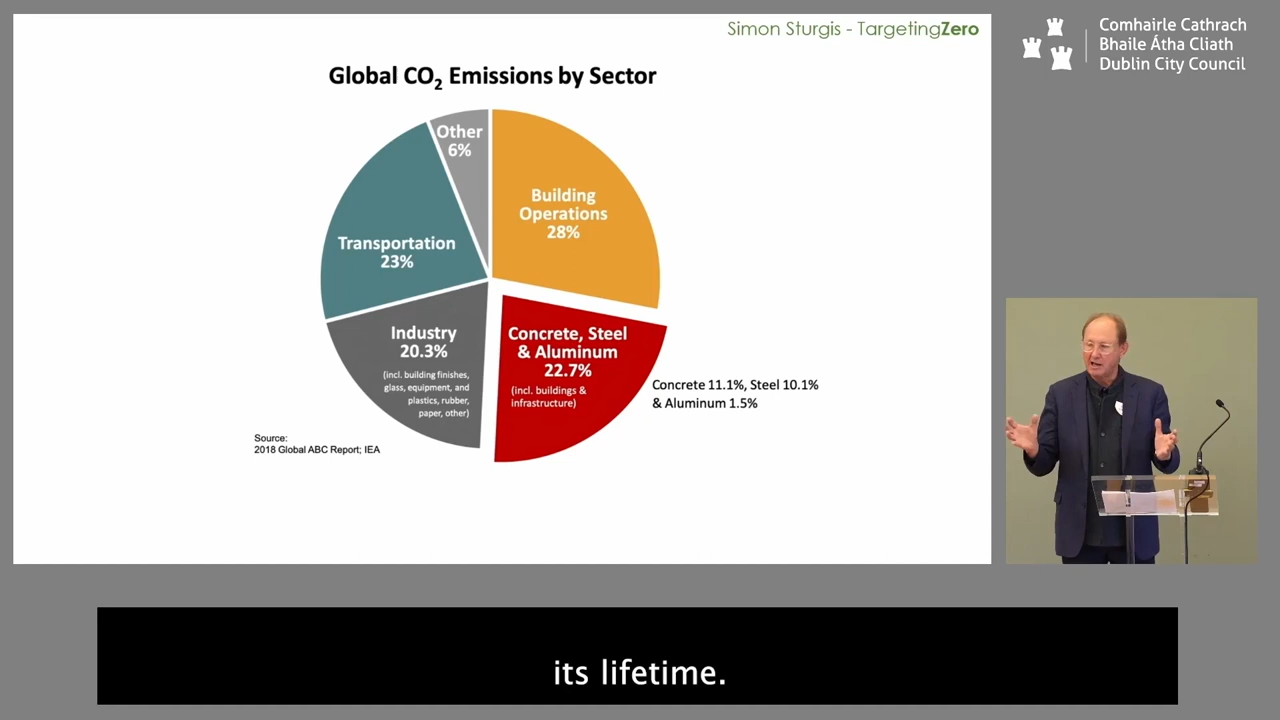 Simon Sturgis - TargetingZero
Comhairle Cathrach
Bhaile Átha Cliath
Dublin City Council
Global CO2 Emissions by Sector
Other
6%
Building
Operations
28%
Transportation
23%
Industry
20.3%
(incl. building finishes,
glass, equipment, and
plastics, rubber,
paper, other)
Concrete, Steel
& Aluminum
22.7%
(incl. buildings &
infrastructure)
Concrete 11.1%, Steel 10.1%
& Aluminum 1.5%
Source:
2018 Global ABC Report; IEA
its lifetime.